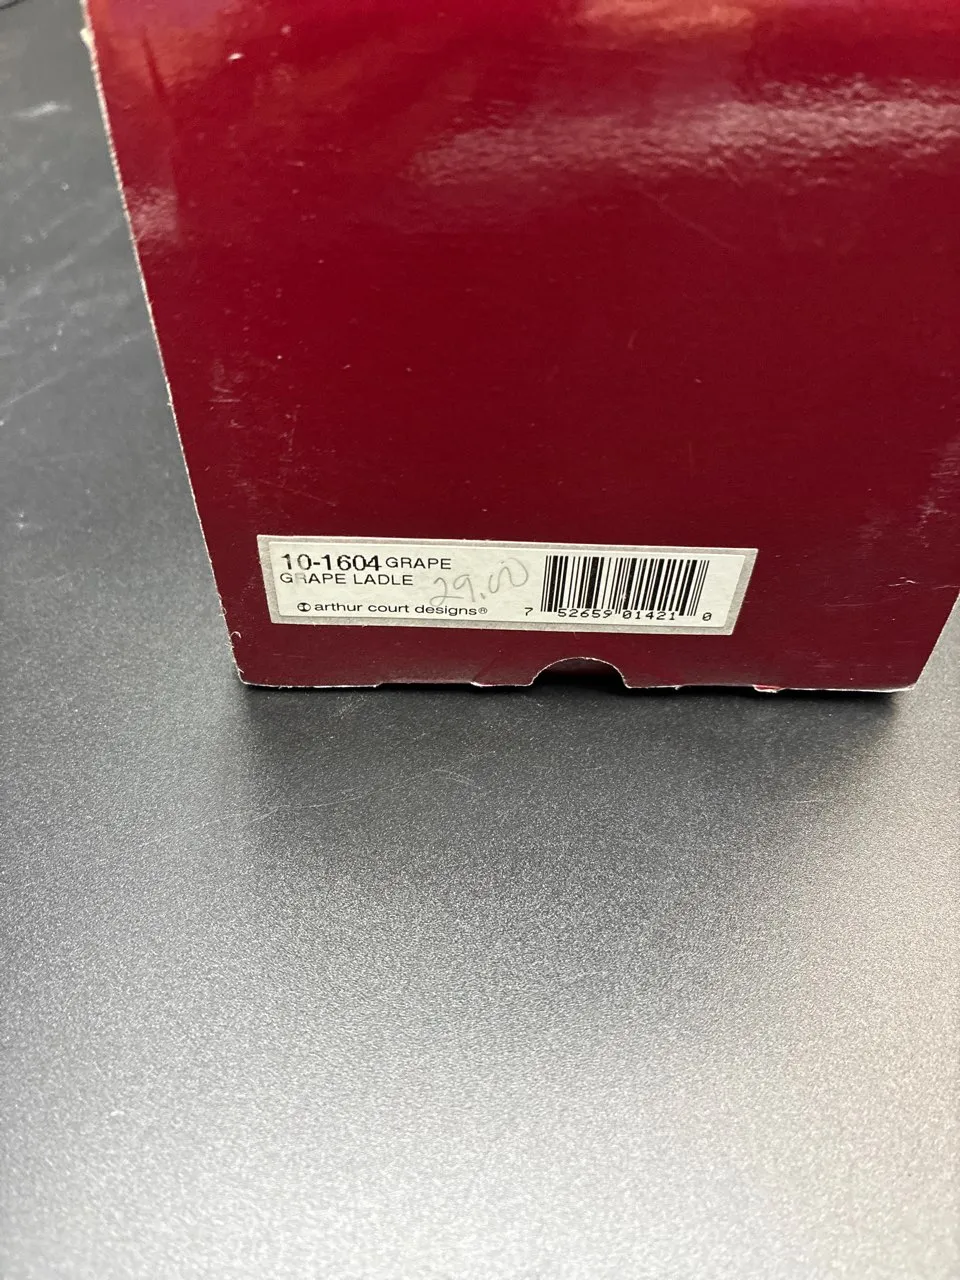 10-1604 GRAPE
GRAPE LADLE
29.00
arthur court designs®
7 52659 01421 0